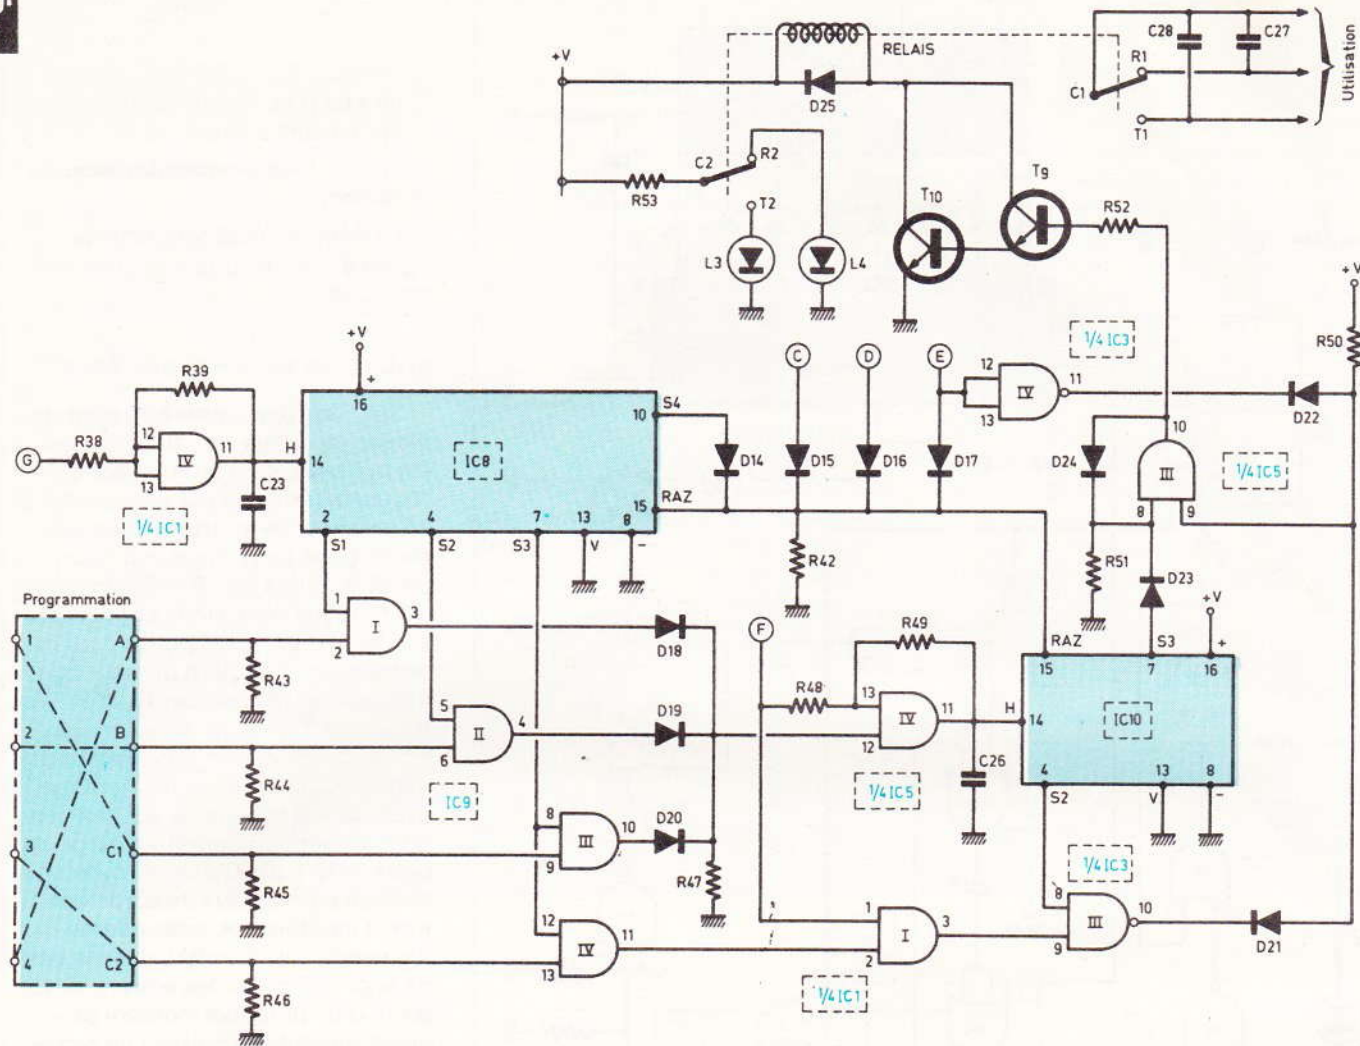 C28
C27
R1
C1
T1
Utilisation
+V
RELAIS
D25
C2
R2
R53
T2
L3
L4
T10
T9
R52
+V
R50
+V
1/4 IC3
C
D
E
12
13
IV
11
D22
R39
G
R38
12
13
IV
11
H
14
C23
1/4 IC1
+
16
IC8
10
S4
15
RAZ
2
4
7
13
8
S1
S2
S3
V
-
D14
D15
D16
D17
R42
D24
10
III
8
9
1/4 IC5
R51
D23
+V
Programmation
1
2
3
4
A
B
C1
C2
R43
R44
R45
R46
1
2
I
3
5
6
II
4
IC9
8
9
III
10
12
13
IV
11
D18
D19
D20
R47
F
R48
R49
13
12
IV
11
1/4 IC5
C26
H
14
RAZ
15
S3
7
+
16
IC10
4
13
8
S2
V
-
1
2
I
3
1/4 IC1
1/4 IC3
8
9
III
10
D21